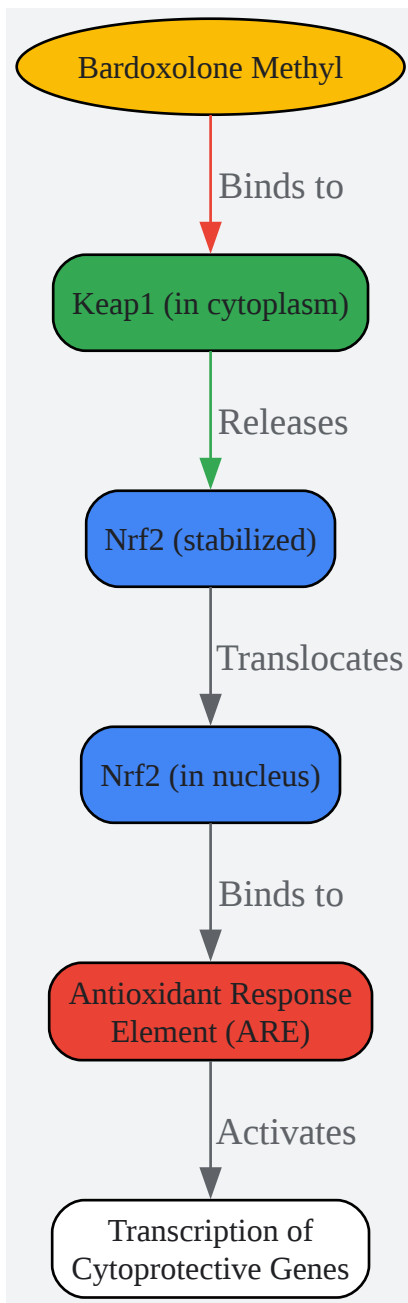 Bardoxolone Methyl
Binds to
Keap1 (in cytoplasm)
Releases
Nrf2 (stabilized)
Translocates
Nrf2 (in nucleus)
Binds to
Antioxidant Response
Element (ARE)
Activates
Transcription of
Cytoprotective Genes